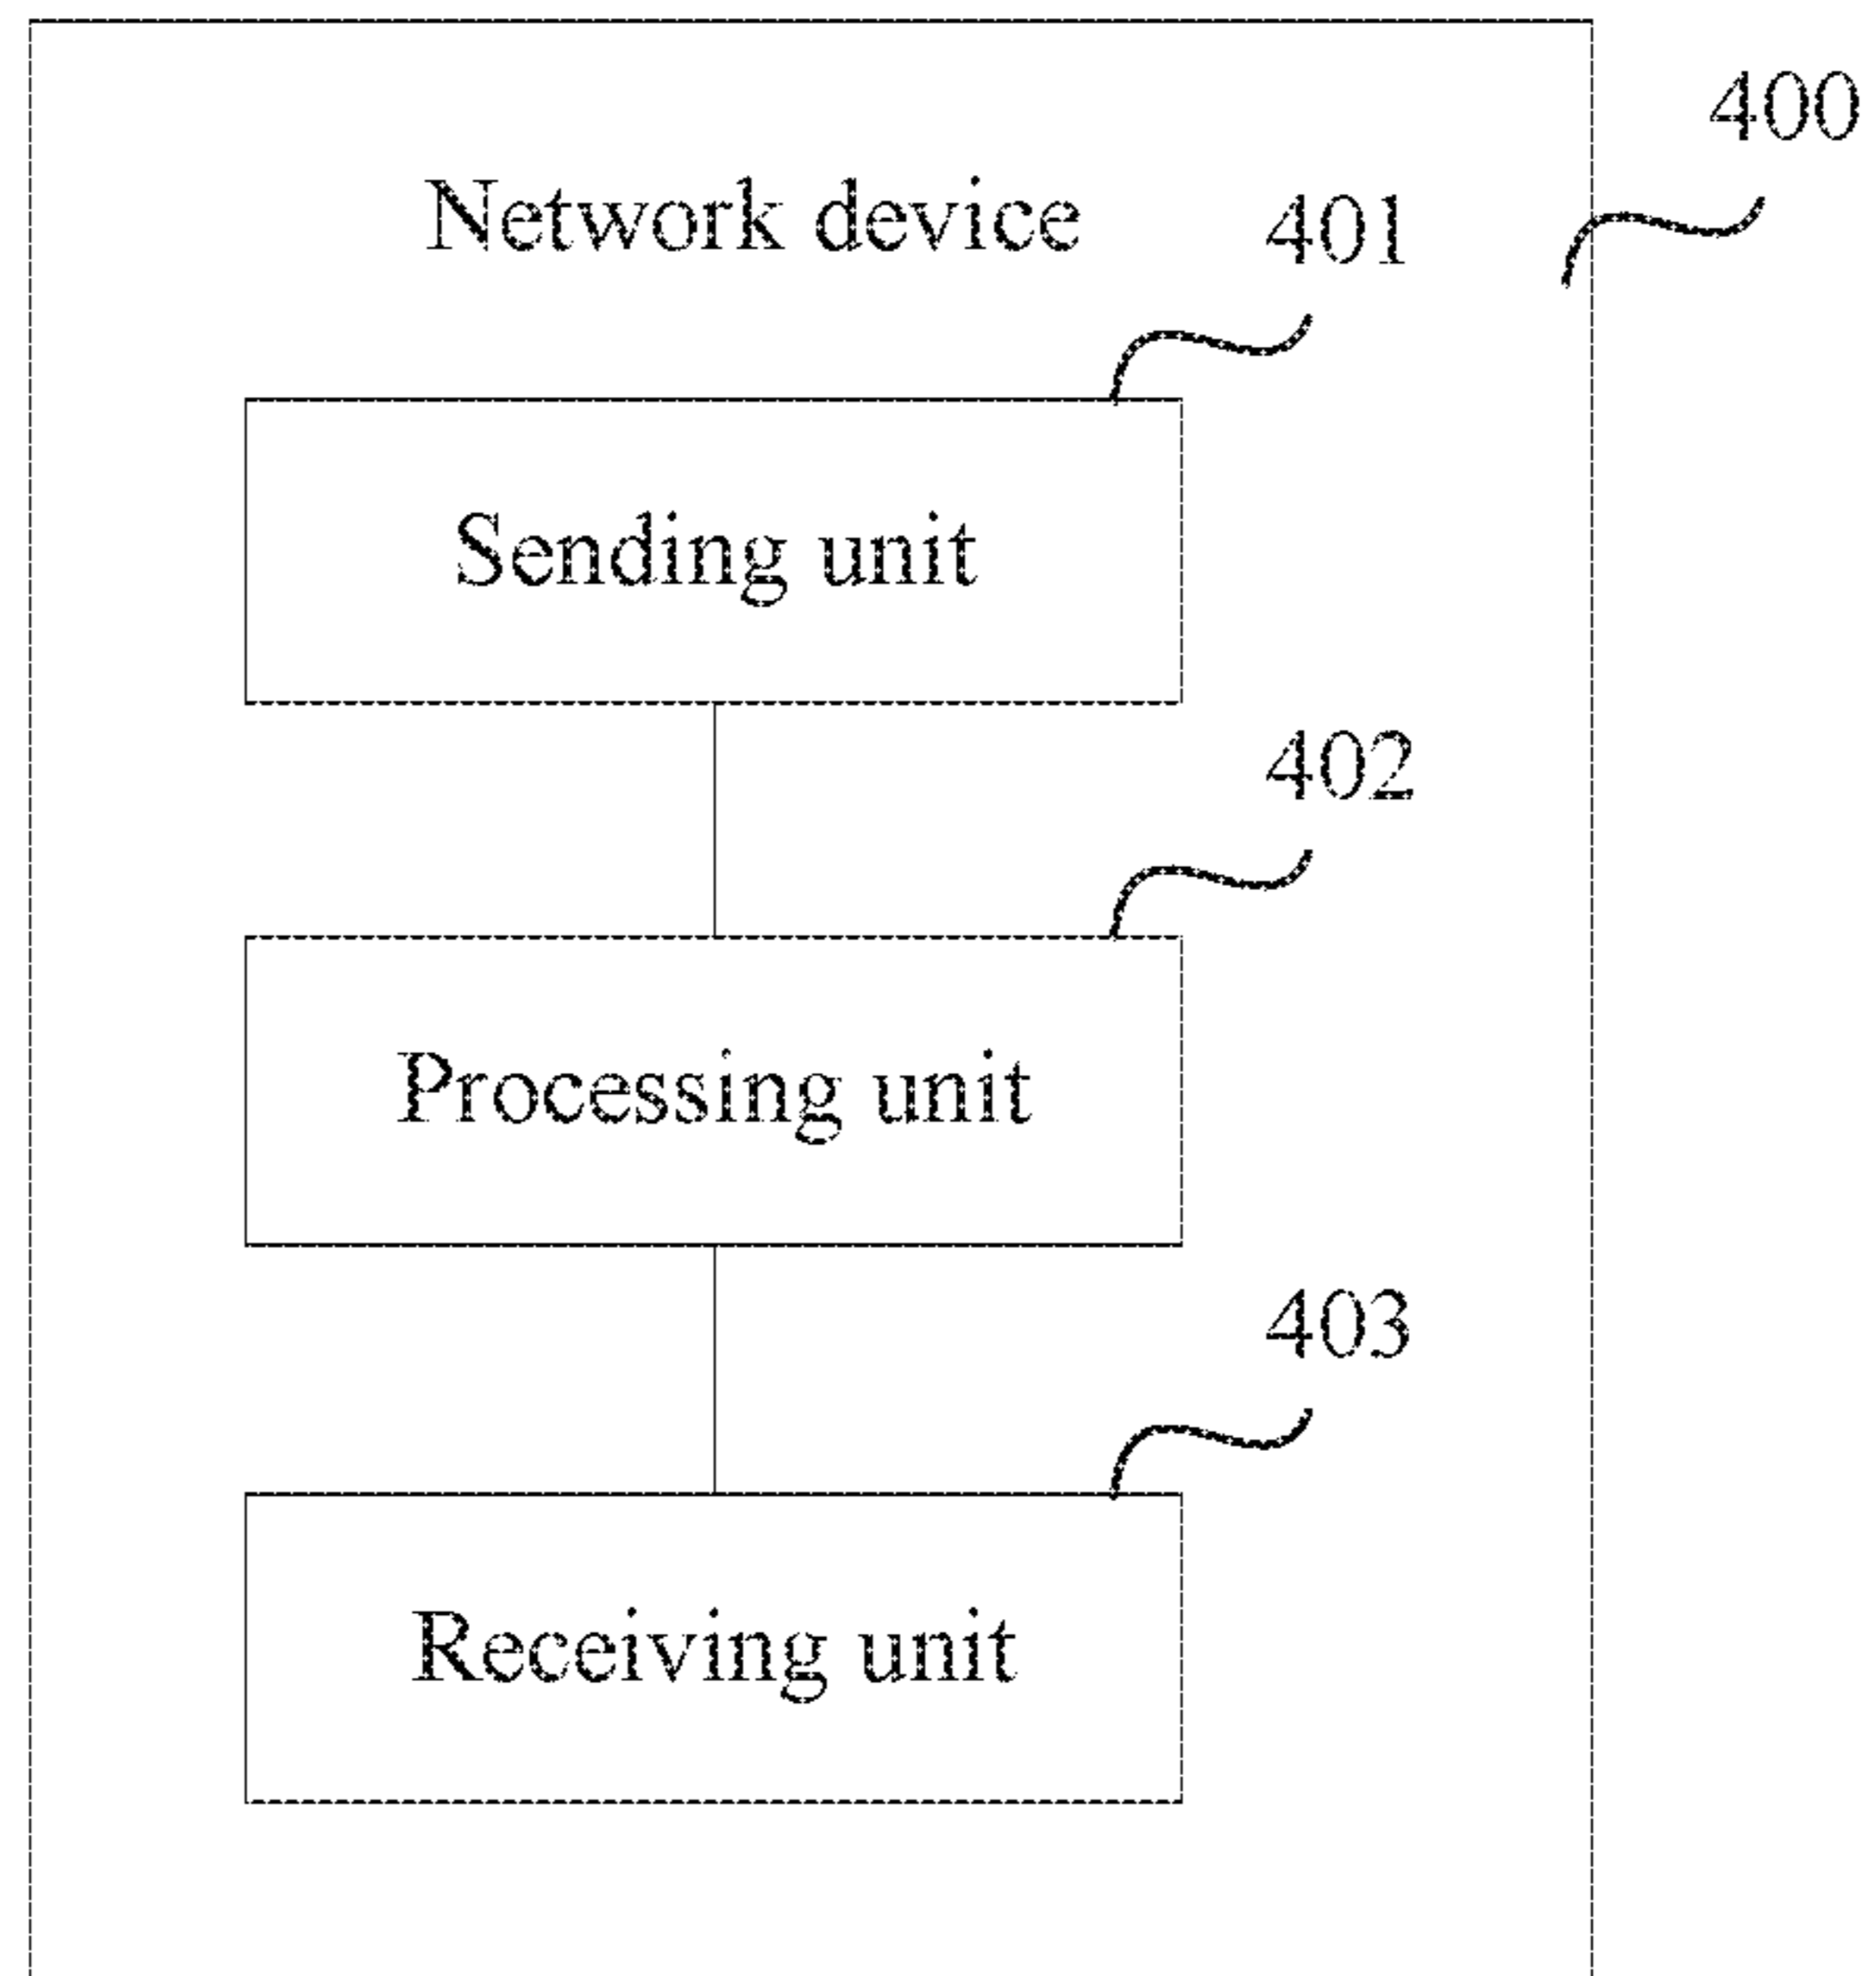 400
Network device
401
Sending unit
402
Processing unit
403
Receiving unit